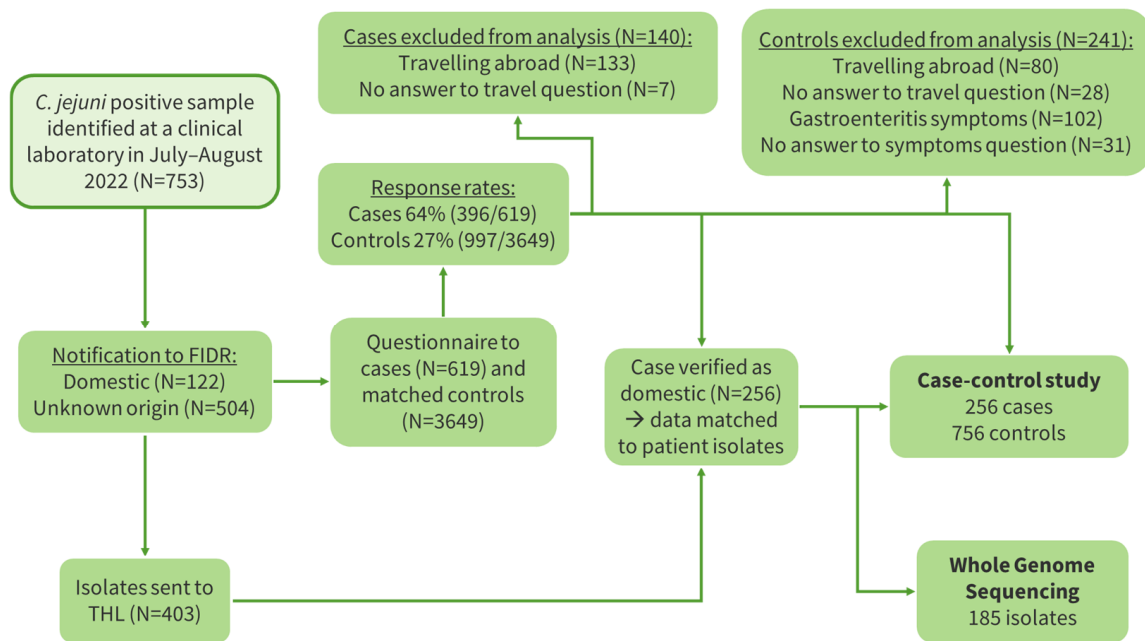 C. jejuni positive sample
identified at a clinical
laboratory in July–August
2022 (N=753)
Notification to FIDR:
Domestic (N=122)
Unknown origin (N=504)
Isolates sent to
THL (N=403)
Cases excluded from analysis (N=140):
Travelling abroad (N=133)
No answer to travel question (N=7)
Response rates:
Cases 64% (396/619)
Controls 27% (997/3649)
Questionnaire to
cases (N=619) and
matched controls
(N=3649)
Controls excluded from analysis (N=241):
Travelling abroad (N=80)
No answer to travel question (N=28)
Gastroenteritis symptoms (N=102)
No answer to symptoms question (N=31)
Case verified as
domestic (N=256)
→ data matched
to patient isolates
Case-control study
256 cases
756 controls
Whole Genome
Sequencing
185 isolates